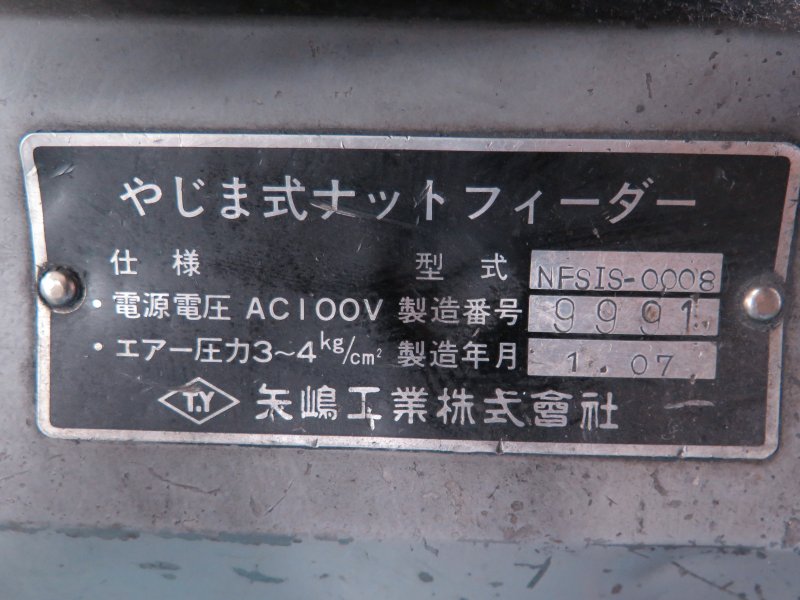 やじま式ナットフィーダー
仕様 型式 NFSIS-0008
・電源電圧 AC100V 製造番号 9991
・エアー圧力3~4kg/cm² 製造年月 1.07
T.Y 矢嶋工業株式會社